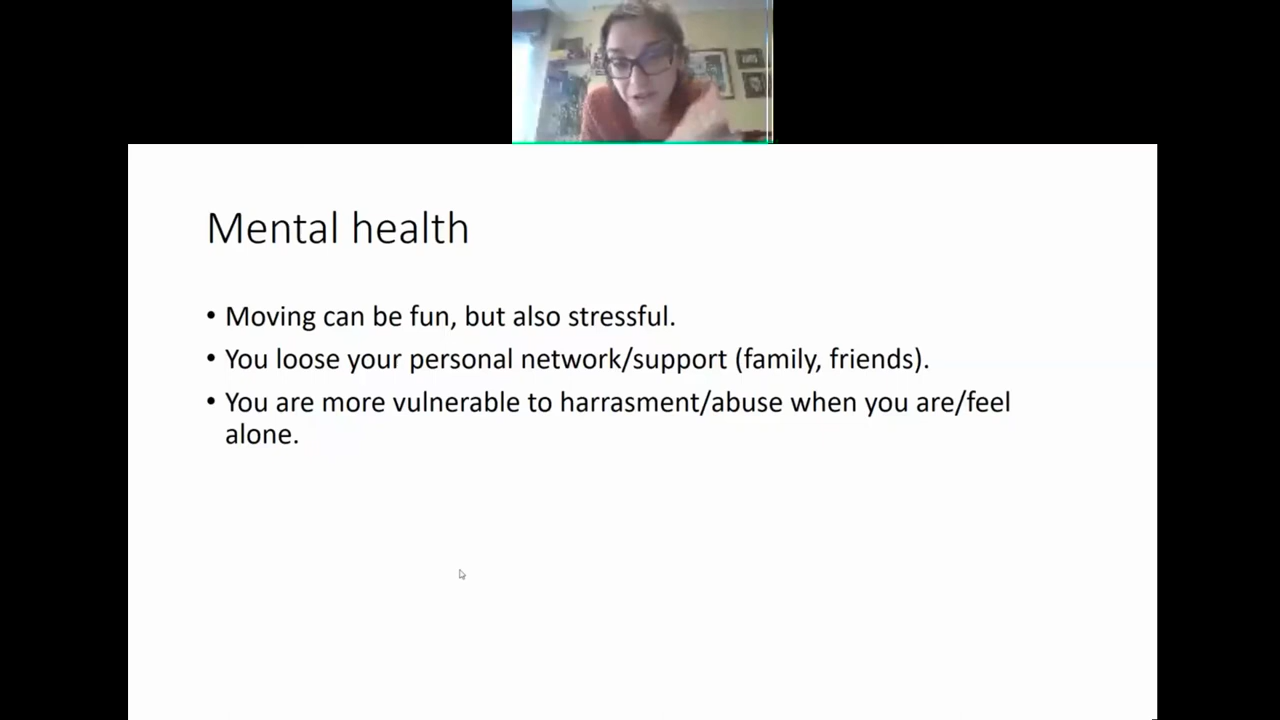 Mental health
• Moving can be fun, but also stressful.
• You loose your personal network/support (family, friends).
• You are more vulnerable to harrasment/abuse when you are/feel
alone.